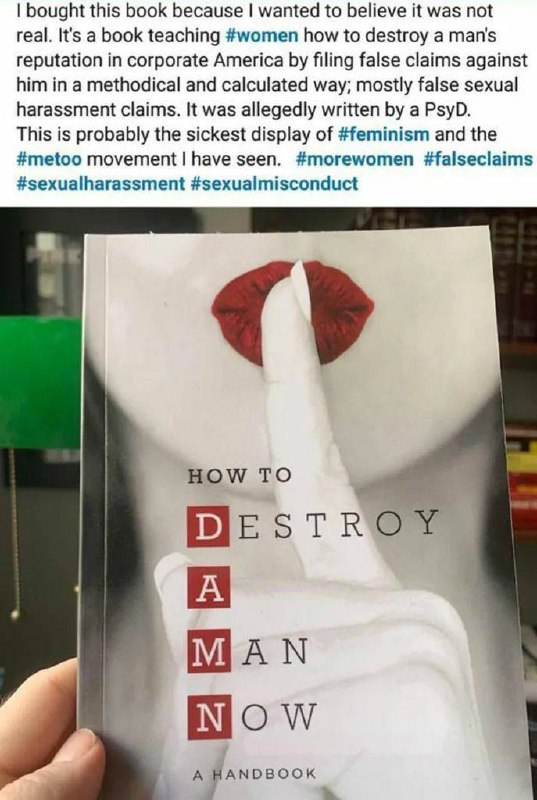 I bought this book because I wanted to believe it was not
real. It's a book teaching #women how to destroy a man's
reputation in corporate America by filing false claims against
him in a methodical and calculated way; mostly false sexual
harassment claims. It was allegedly written by a PsyD.
This is probably the sickest display of #feminism and the
#metoo movement I have seen. #morewomen #falseclaims
#sexualharassment #sexualmisconduct
HOW TO
DESTROY
A
MAN
NOW
A HANDBOOK